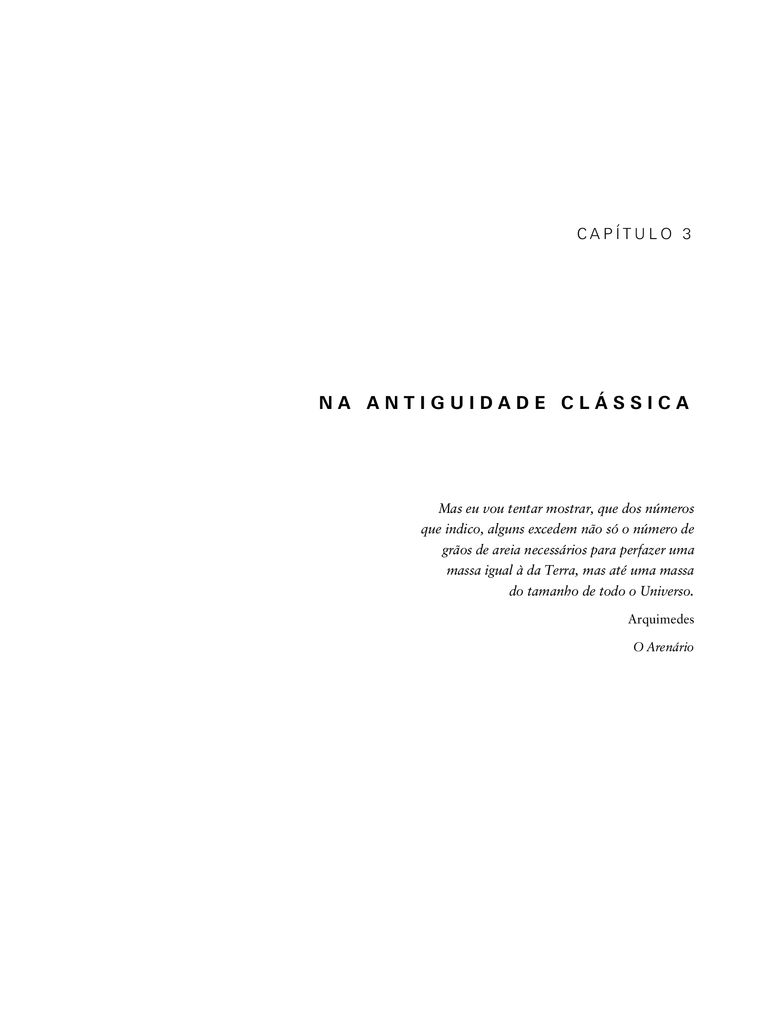 CAPÍTULO 3
NA ANTIGUIDADE CLÁSSICA
Mas eu vou tentar mostrar, que dos números
que indico, alguns excedem não só o número de
grãos de areia necessários para perfazer uma
massa igual à da Terra, mas até uma massa
do tamanho de todo o Universo.
Arquimedes
O Arenário